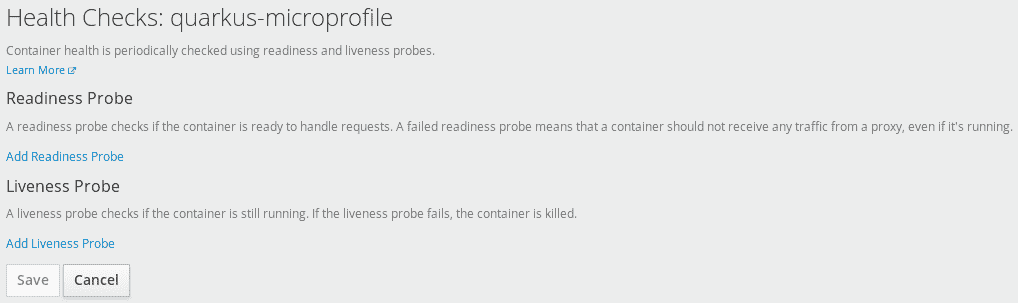 Health Checks: quarkus-microprofile
Container health is periodically checked using readiness and liveness probes.
Learn More
Readiness Probe
A readiness probe checks if the container is ready to handle requests. A failed readiness probe means that a container should not receive any traffic from a proxy, even if it's running.
Add Readiness Probe
Liveness Probe
A liveness probe checks if the container is still running. If the liveness probe fails, the container is killed.
Add Liveness Probe
Save Cancel